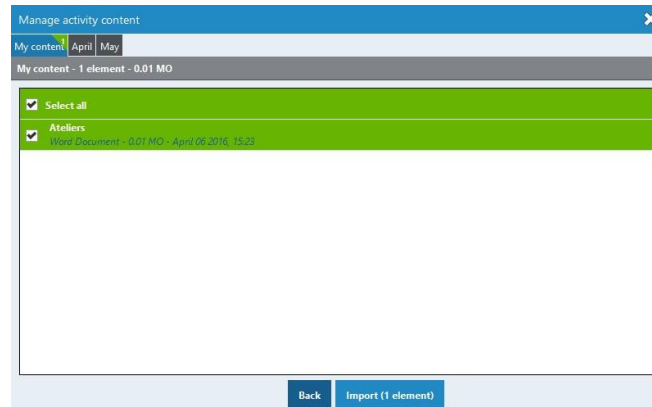 Manage activity content
My content 1 April May
My content - 1 element - 0.01 MO
Select all
Ateliers
Word Document - 0.01 MO - April 06 2016, 15:23
Back Import (1 element)